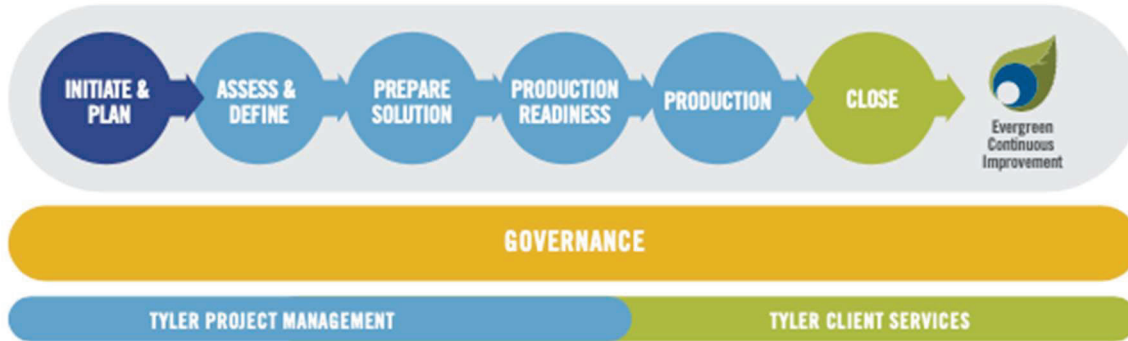 INITIATE &
PLAN
ASSESS &
DEFINE
PREPARE
SOLUTION
PRODUCTION
READINESS
PRODUCTION
CLOSE
Evergreen
Continuous
Improvement
GOVERNANCE
TYLER PROJECT MANAGEMENT
TYLER CLIENT SERVICES